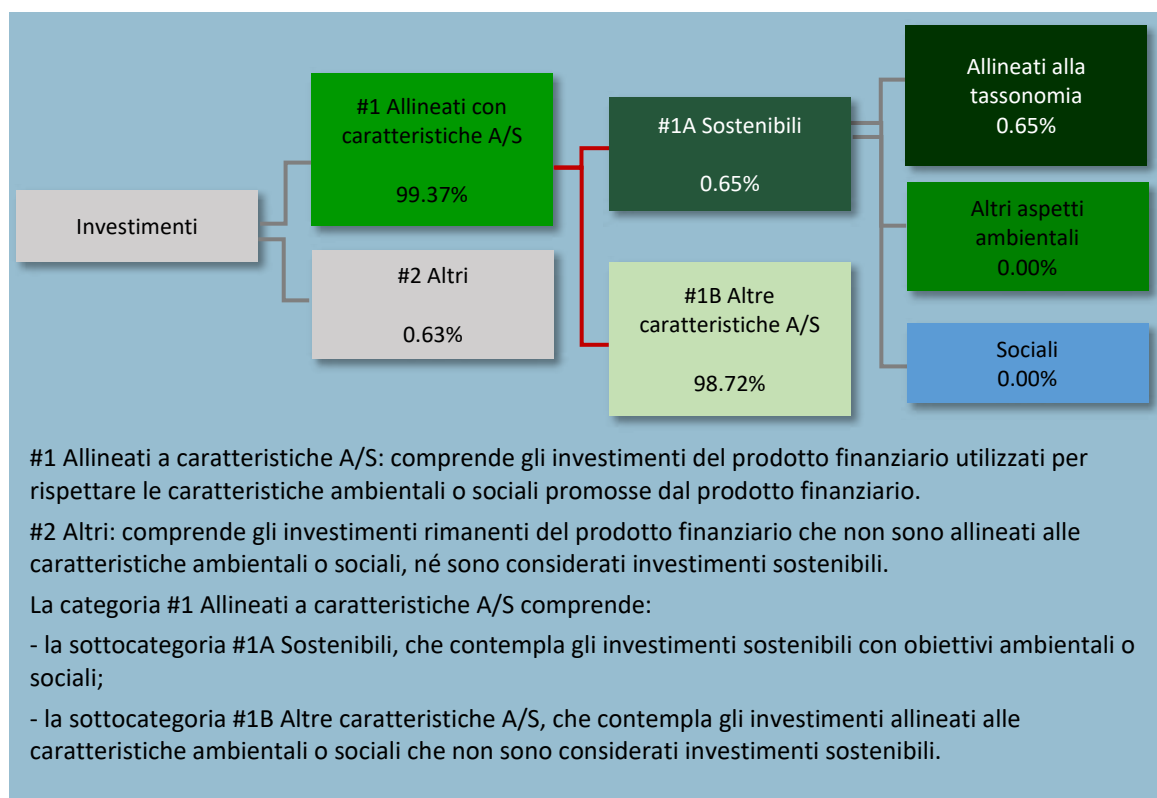 Investimenti
#1 Allineati con
caratteristiche A/S
99.37%
#2 Altri
0.63%
#1A Sostenibili
0.65%
#1B Altre
caratteristiche A/S
98.72%
Allineati alla
tassonomia
0.65%
Altri aspetti
ambientali
0.00%
Sociali
0.00%
#1 Allineati a caratteristiche A/S: comprende gli investimenti del prodotto finanziario utilizzati per
rispettare le caratteristiche ambientali o sociali promosse dal prodotto finanziario.
#2 Altri: comprende gli investimenti rimanenti del prodotto finanziario che non sono allineati alle
caratteristiche ambientali o sociali, né sono considerati investimenti sostenibili.
La categoria #1 Allineati a caratteristiche A/S comprende:
- la sottocategoria #1A Sostenibili, che contempla gli investimenti sostenibili con obiettivi ambientali o
sociali;
- la sottocategoria #1B Altre caratteristiche A/S, che contempla gli investimenti allineati alle
caratteristiche ambientali o sociali che non sono considerati investimenti sostenibili.